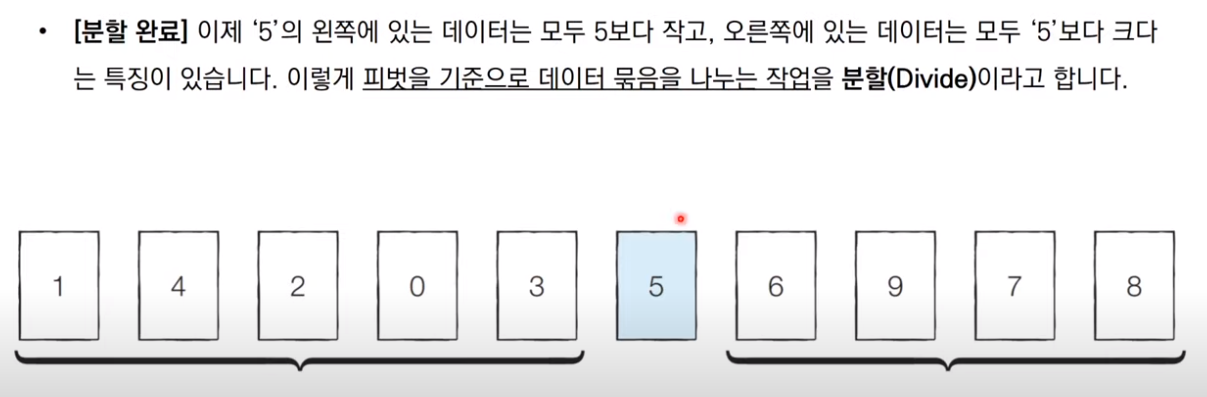 • [분할 완료] 이제 ‘5’의 왼쪽에 있는 데이터는 모두 5보다 작고, 오른쪽에 있는 데이터는 모두 ‘5’보다 크다
는 특징이 있습니다. 이렇게 피벗을 기준으로 데이터 묶음을 나누는 작업을 분할(Divide)이라고 합니다.
1 4 2 0 3 5 6 9 7 8